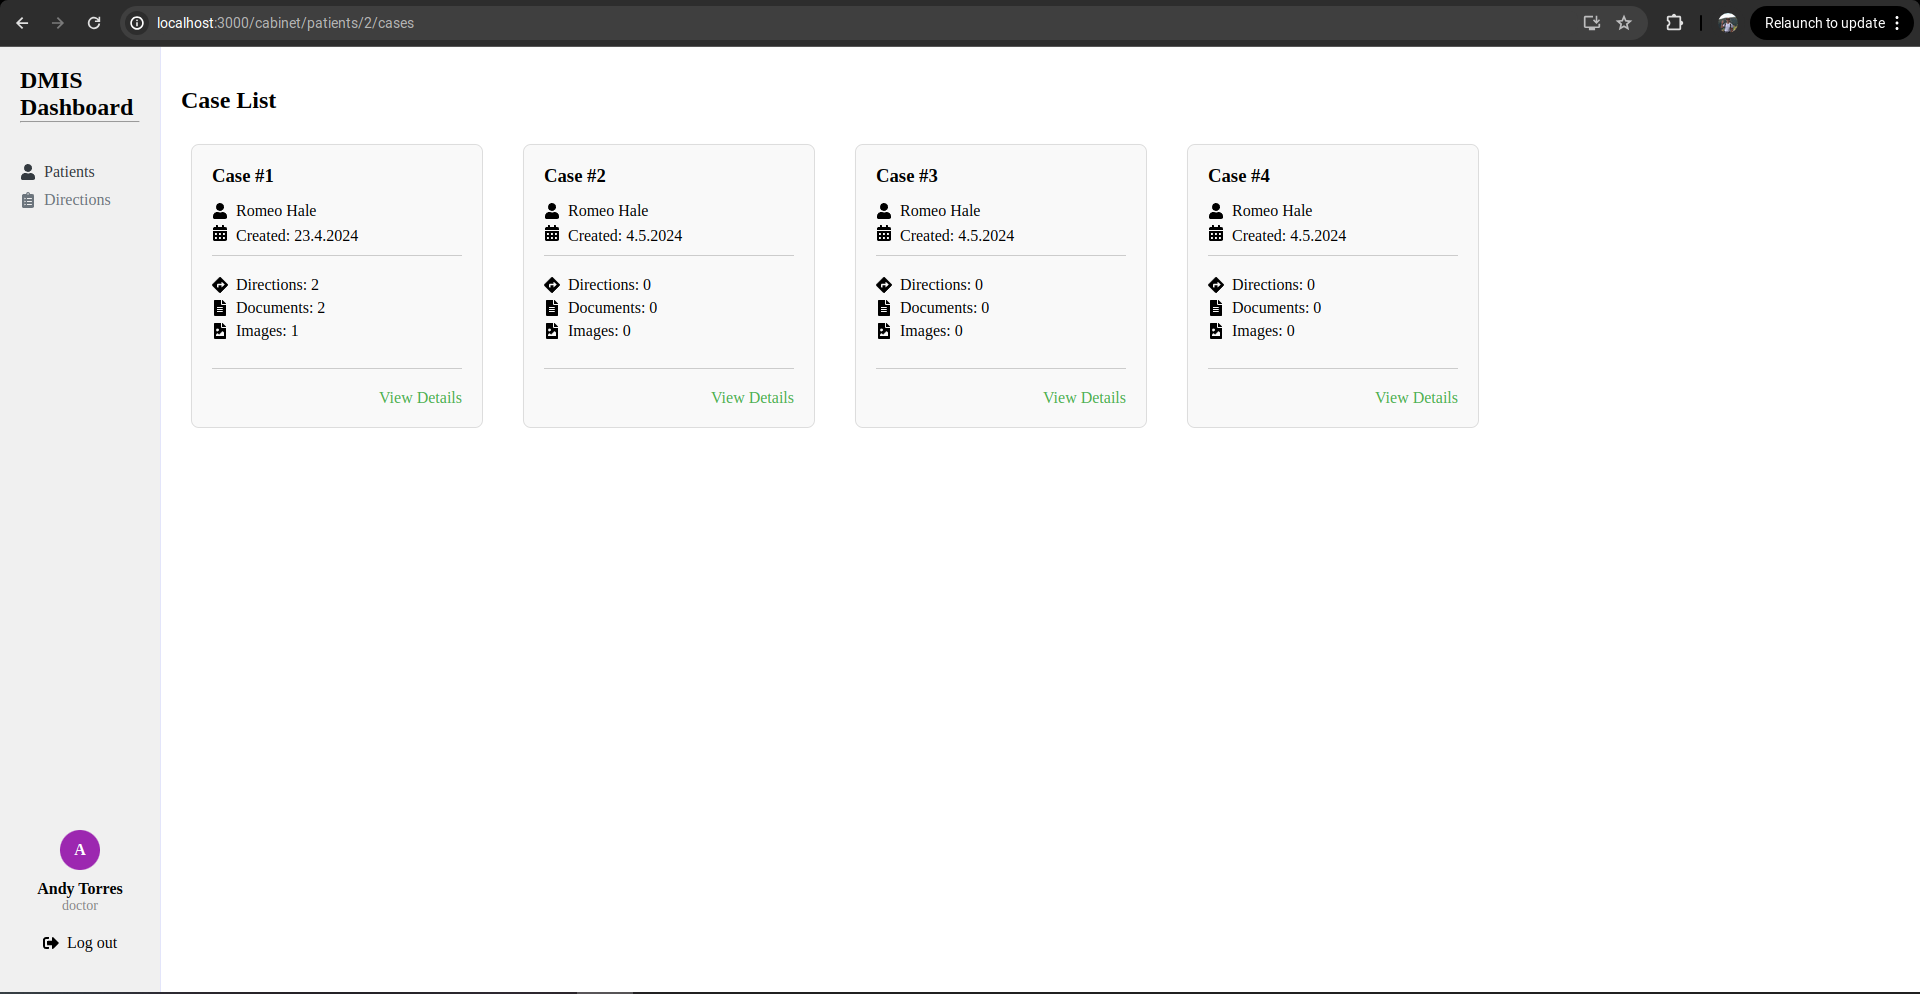 localhost:3000/cabinet/patients/2/cases
Relaunch to update
DMIS
Dashboard
Patients
Directions
A
Andy Torres
doctor
Log out
Case List
Case #1
Romeo Hale
Created: 23.4.2024
Directions: 2
Documents: 2
Images: 1
View Details
Case #2
Romeo Hale
Created: 4.5.2024
Directions: 0
Documents: 0
Images: 0
View Details
Case #3
Romeo Hale
Created: 4.5.2024
Directions: 0
Documents: 0
Images: 0
View Details
Case #4
Romeo Hale
Created: 4.5.2024
Directions: 0
Documents: 0
Images: 0
View Details